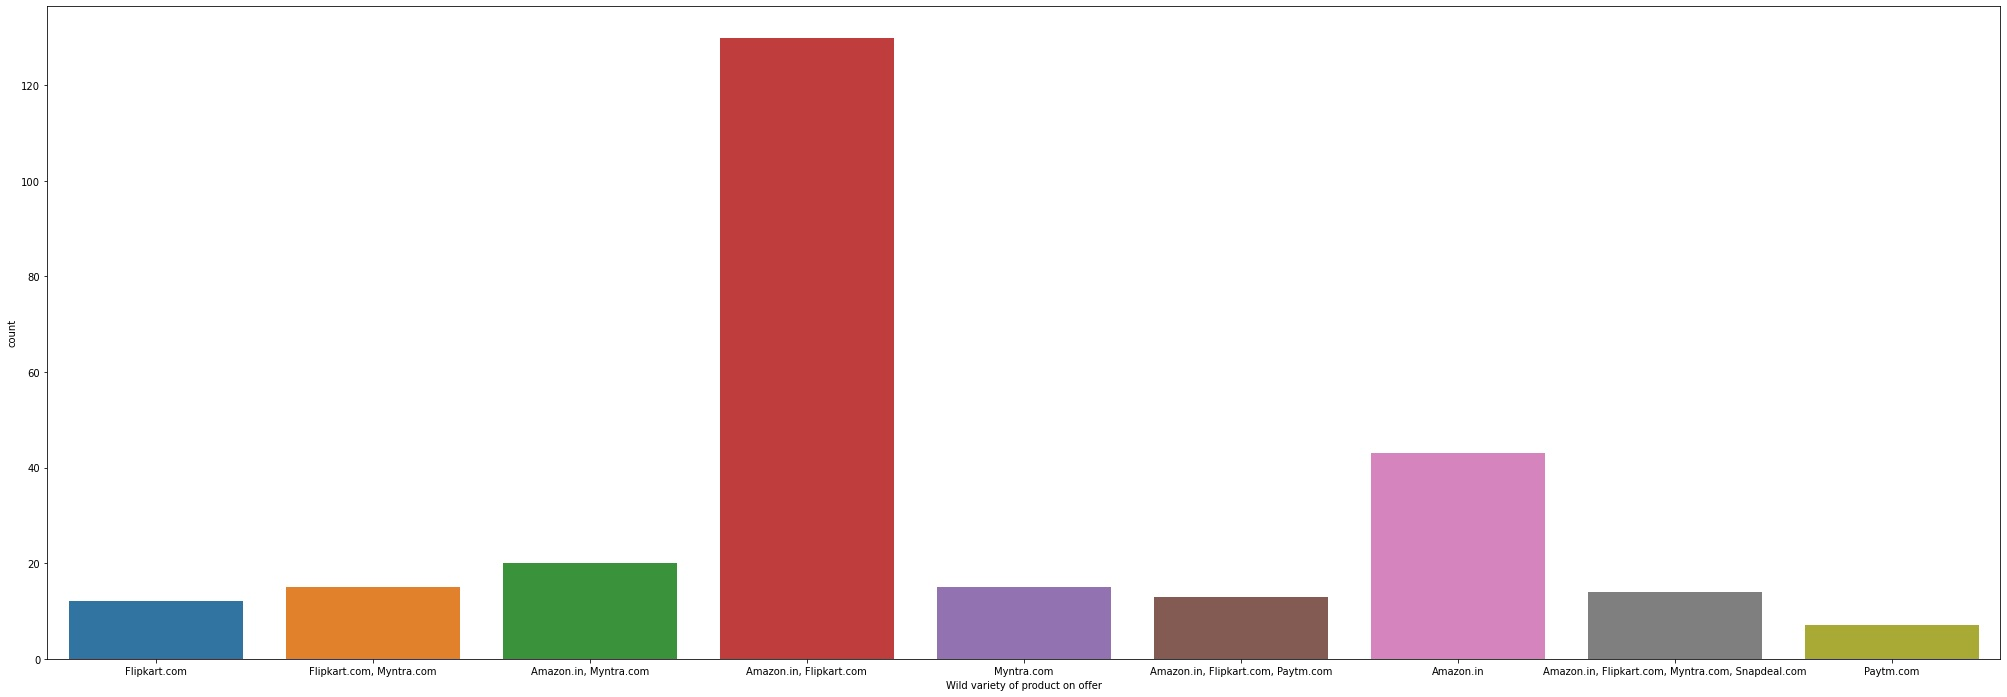 count
120
100
80
60
40
20
0
Flipkart.com
Flipkart.com, Myntra.com
Amazon.in, Myntra.com
Amazon.in, Flipkart.com
Myntra.com
Amazon.in, Flipkart.com, Paytm.com
Amazon.in
Amazon.in, Flipkart.com, Myntra.com, Snapdeal.com
Paytm.com
Wild variety of product on offer